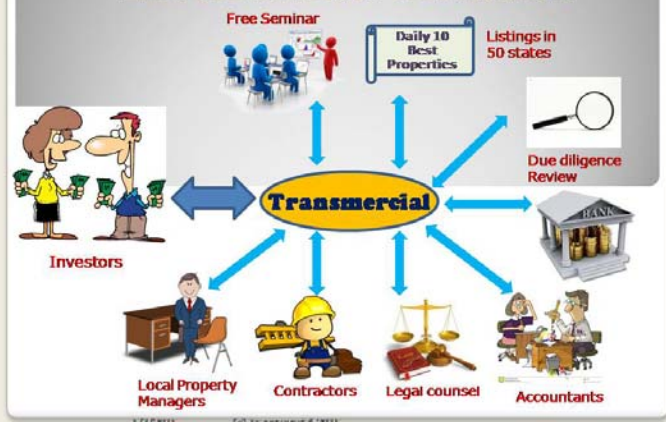 Free Seminar
Daily 10
Best
Properties
Listings in
50 states
Due diligence
Review
Transmercial
BANK
Investors
Local Property
Managers
Contractors
Legal counsel
Accountants